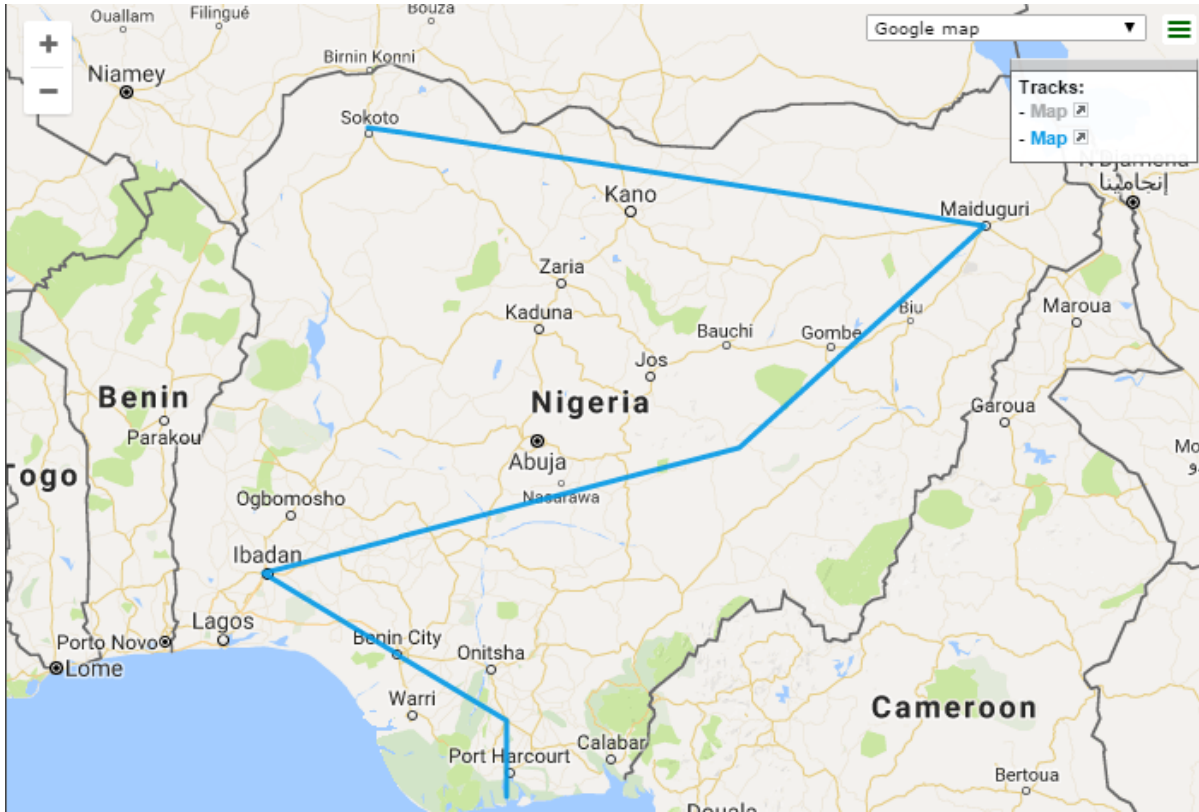 Ouallam
Filingué
Bouza
Google map
Birnin Konni
Niamey
Tracks:
- Map
- Map
Sokoto
N'Djamena
إنجامينا
Kano
Maiduguri
Zaria
Kaduna
Biu
Maroua
Bauchi
Gombe
Jos
Benin
Nigeria
Garoua
Parakou
Abuja
Togo
Nasarawa
Ogbomosho
Ibadan
Lagos
Porto Novo
Benin City
Onitsha
Lome
Warri
Cameroon
Port Harcourt
Calabar
Bertoua
Douala